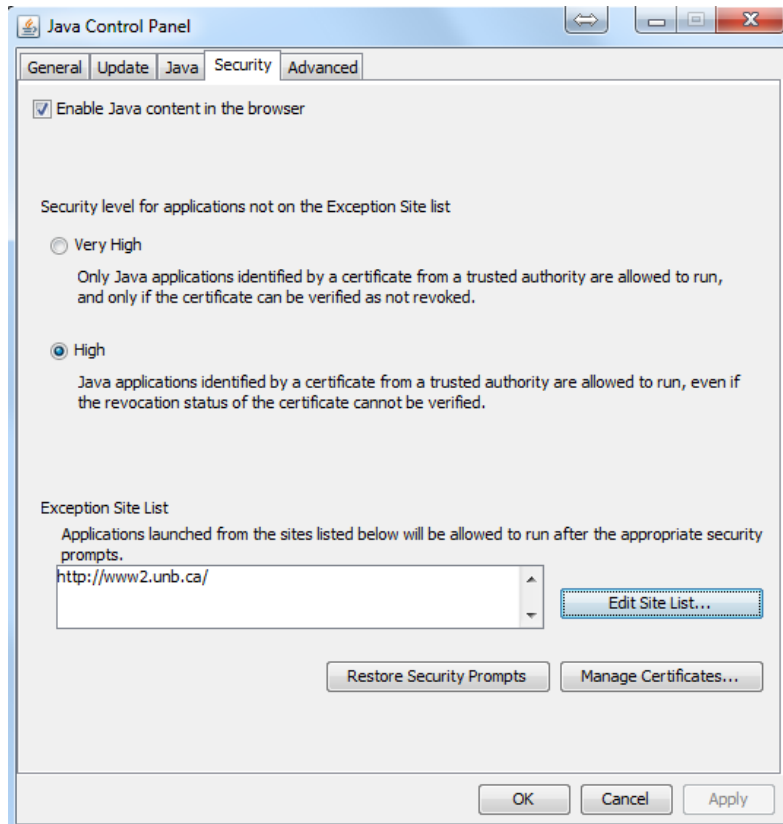 Java Control Panel
General Update Java Security Advanced
Enable Java content in the browser
Security level for applications not on the Exception Site list
Very High
Only Java applications identified by a certificate from a trusted authority are allowed to run,
and only if the certificate can be verified as not revoked.
High
Java applications identified by a certificate from a trusted authority are allowed to run, even if
the revocation status of the certificate cannot be verified.
Exception Site List
Applications launched from the sites listed below will be allowed to run after the appropriate security
prompts.
http://www2.unb.ca/
Edit Site List...
Restore Security Prompts Manage Certificates...
OK Cancel Apply